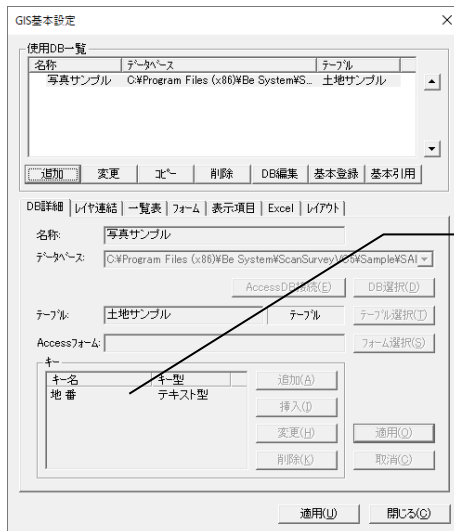 GIS基本設定
使用DB一覧
名称 データベース テーブル
写真サンプル C:¥Program Files (x86)¥Be System¥S... 土地サンプル
追加 変更 コピー 削除 DB編集 基本登録 基本引用
DB詳細 レイヤ連結 一覧表 フォーム 表示項目 Excel レイアウト
名称: 写真サンプル
データベース: C:¥Program Files (x86)¥Be System¥ScanSurveyVG5¥Sample¥SAI
AccessDB接続(E) DB選択(D)
テーブル: 土地サンプル テーブル テーブル選択(T)
Accessフォーム: フォーム選択(S)
キー
キー名 キー型 追加(A)
地番 テキスト型
挿入(I)
変更(H) 適用(O)
削除(K) 取消(C)
適用(U) 閉じる(C)